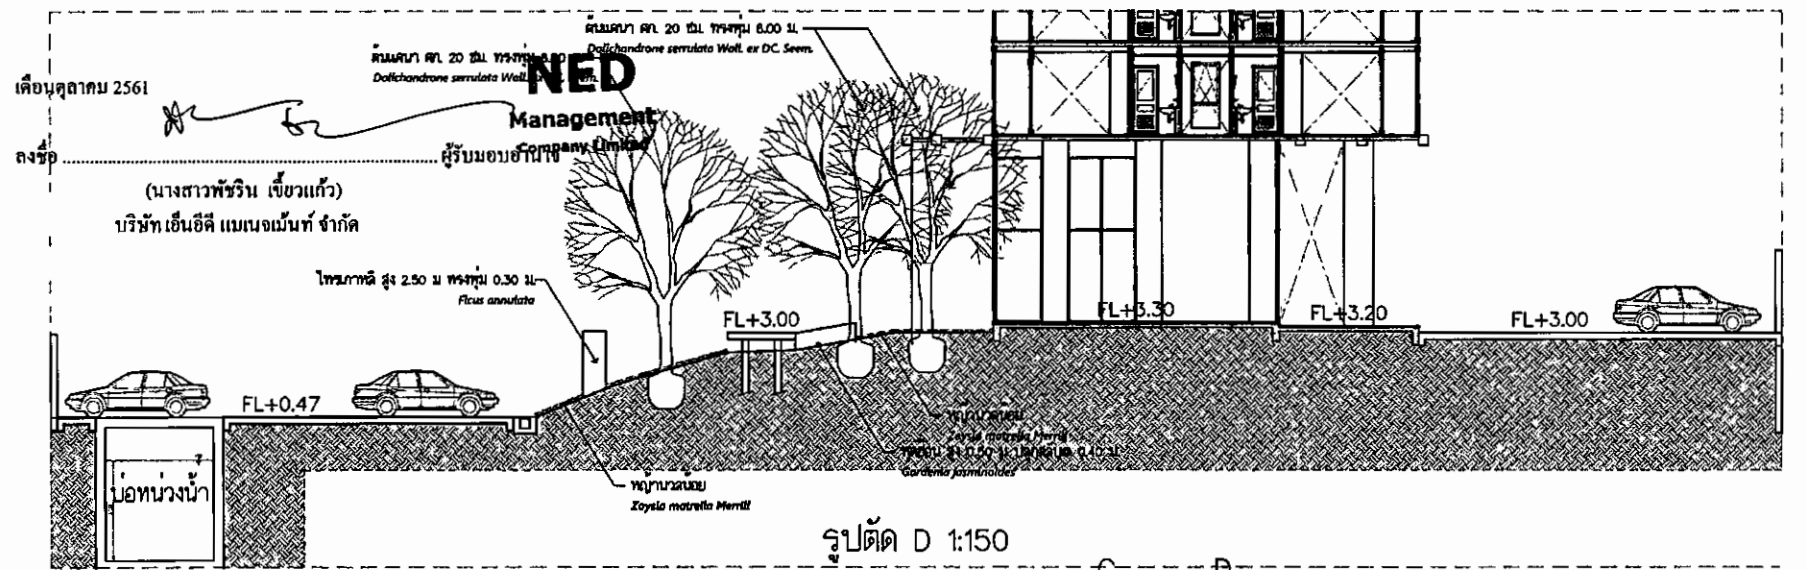 ต้นแคนา ศก. 20 ซม. ทรงพุ่ม 6.00 ม.
Dolichandrone serrulata Wall. ex DC. Seem.
ต้นแคนา ศก. 20 ซม. ทรงพุ่ม
Dolichandrone serrulata Wall.
NED
Management
Company Limited
เดือนตุลาคม 2561
ลงชื่อ ผู้รับมอบอำนาจ
(นางสาวพัชริน เขี้ยวแก้ว)
บริษัท เอ็นอีดี แมเนจเม้นท์ จำกัด
ไทรเกาหลี สูง 2.50 ม ทรงพุ่ม 0.30 ม.
Ficus annulata
FL+3.00
FL+3.30
FL+3.20
FL+3.00
FL+0.47
หญ้านวลน้อย
Zoysia matrella Merrill
สูง 0.50 ม. 0.40 ม.
Gardenia jasminoides
หญ้านวลน้อย
Zoysia matrella Merrill
บ่อหน่วงน้ำ
รูปตัด D 1:150
C D